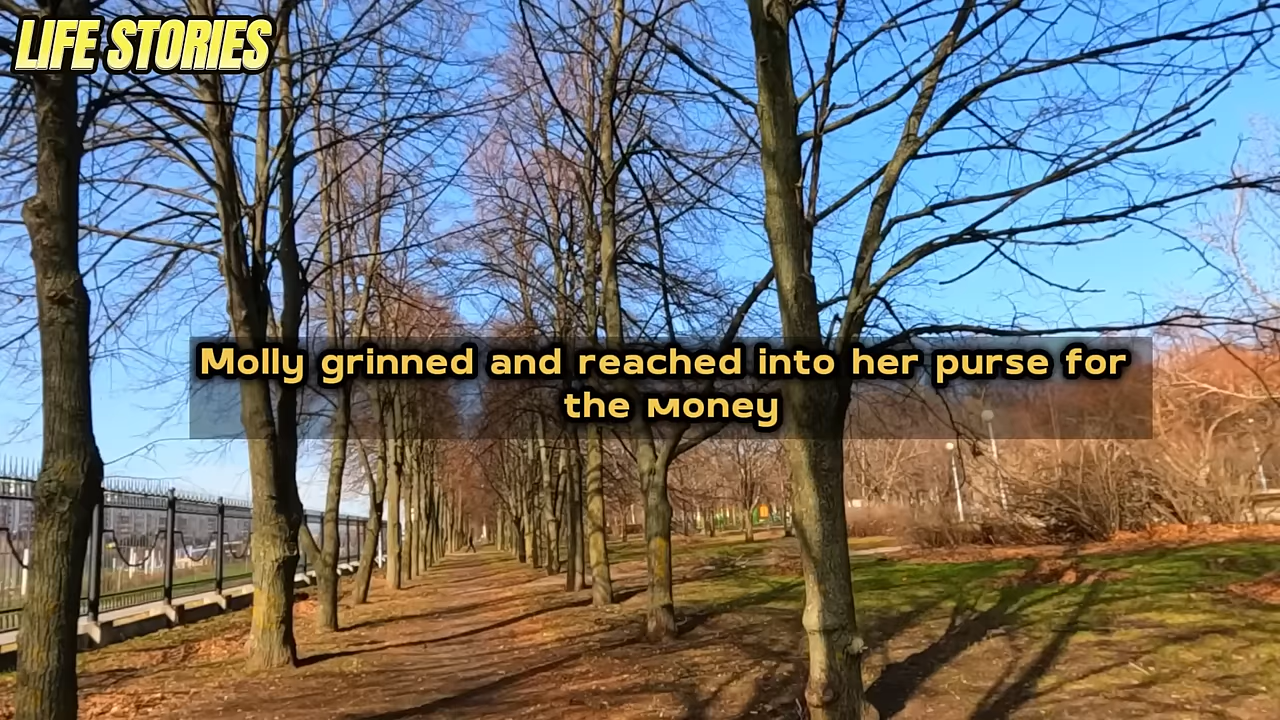 LIFE STORIES
Molly grinned and reached into her purse for
the Money